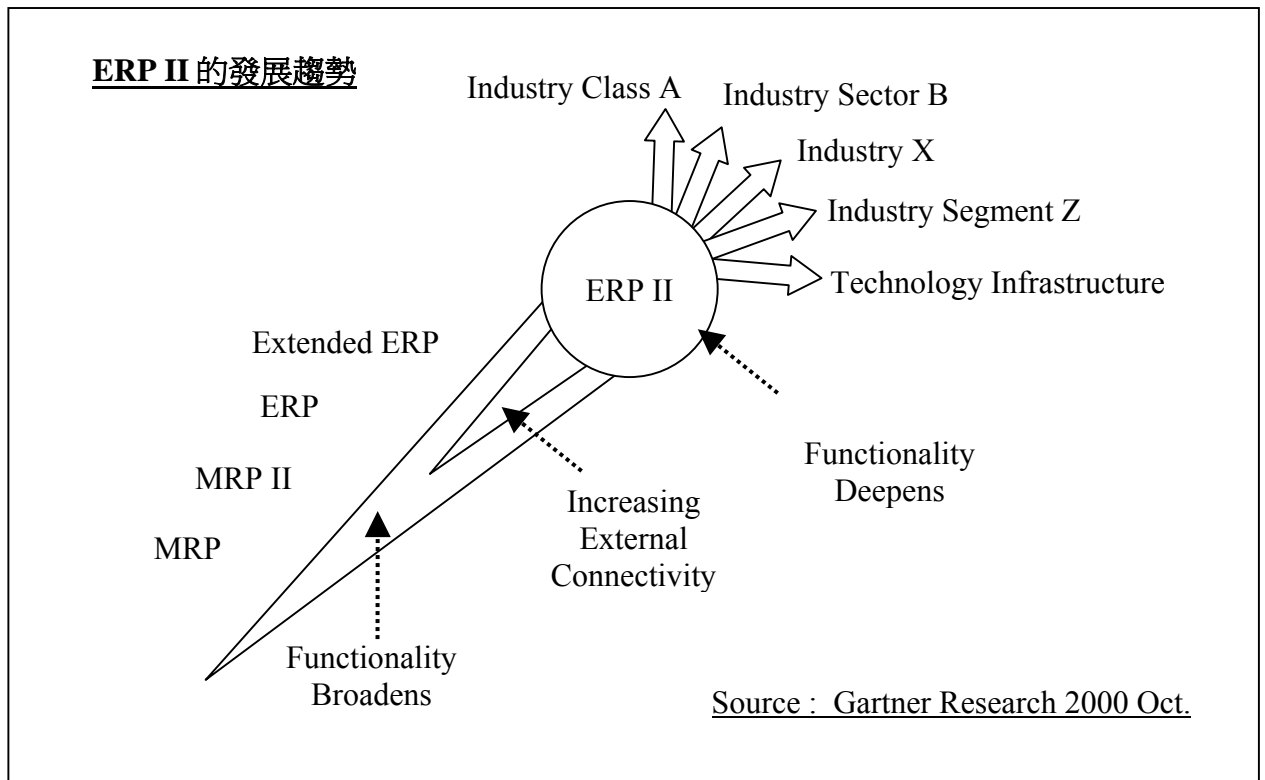 ERP II 的發展趨勢
Industry Class A
Industry Sector B
Industry X
Industry Segment Z
Technology Infrastructure
ERP II
Extended ERP
ERP
MRP II
MRP
Functionality
Deepens
Increasing
External
Connectivity
Functionality
Broadens
Source : Gartner Research 2000 Oct.